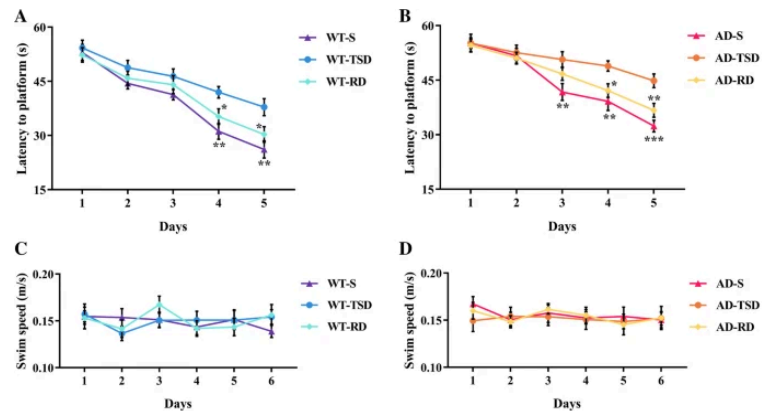 A
Latency to platform (s)
60
45
30
15
1 2 3 4 5
Days
WT-S
WT-TSD
WT-RD
*
**
*
**
B
Latency to platform (s)
60
45
30
15
1 2 3 4 5
Days
AD-S
AD-TSD
AD-RD
**
*
**
**
***
C
Swim speed (m/s)
0.20
0.15
0.10
1 2 3 4 5 6
Days
WT-S
WT-TSD
WT-RD
D
Swim speed (m/s)
0.20
0.15
0.10
1 2 3 4 5 6
Days
AD-S
AD-TSD
AD-RD